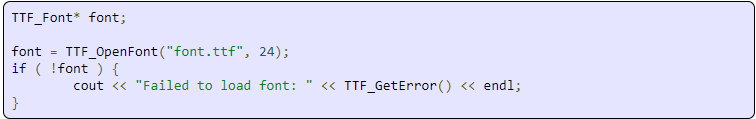 TTF_Font* font;

font = TTF_OpenFont("font.ttf", 24);
if ( !font ) {
        cout << "Failed to load font: " << TTF_GetError() << endl;
}